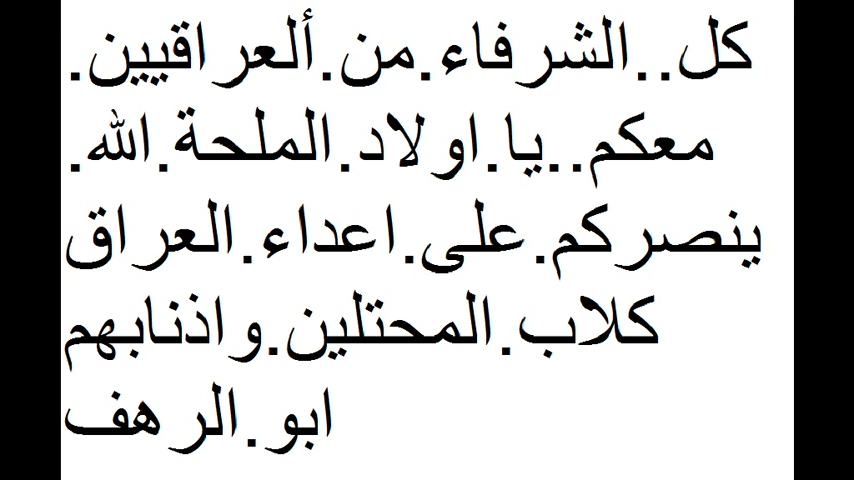 كل..الشرفاء.من.ألعراقيين.
معكم..يا.اولاد.الملحة.الله.
ينصركم.على.اعداء.العراق
كلاب.المحتلين.واذنابهم
ابو.الرهف